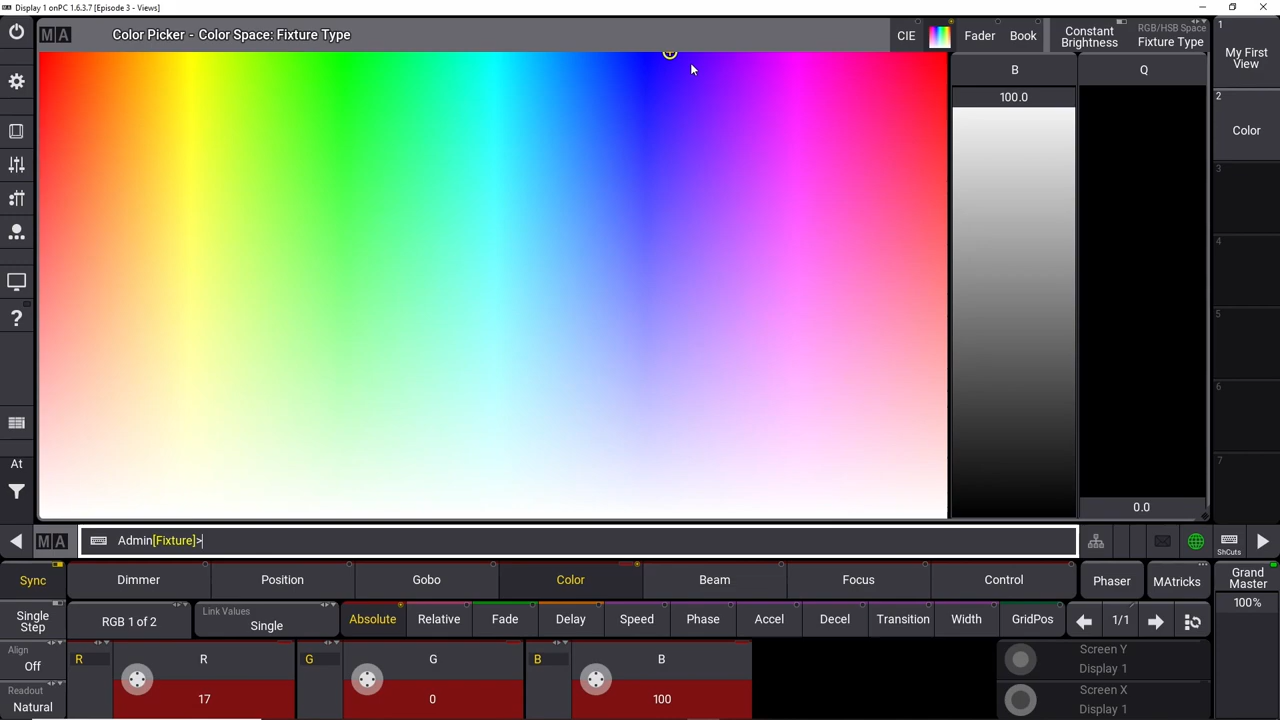 Display 1 onPC 1.6.3.7 [Episode 3 - Views]
MA
Color Picker - Color Space: Fixture Type
CIE
Fader
Book
Constant
Brightness
RGB/HSB Space
Fixture Type
1
My First
View
B
Q
100.0
2
Color
3
4
5
6
7
0.0
At
MA
Admin[Fixture]>
ShCuts
Sync
Dimmer
Position
Gobo
Color
Beam
Focus
Control
Phaser
MAtricks
Grand
Master
100%
Single
Step
RGB 1 of 2
Link Values
Single
Absolute
Relative
Fade
Delay
Speed
Phase
Accel
Decel
Transition
Width
GridPos
1/1
Align
Off
R
R
G
G
B
B
Screen Y
Display 1
Readout
Natural
17
0
100
Screen X
Display 1